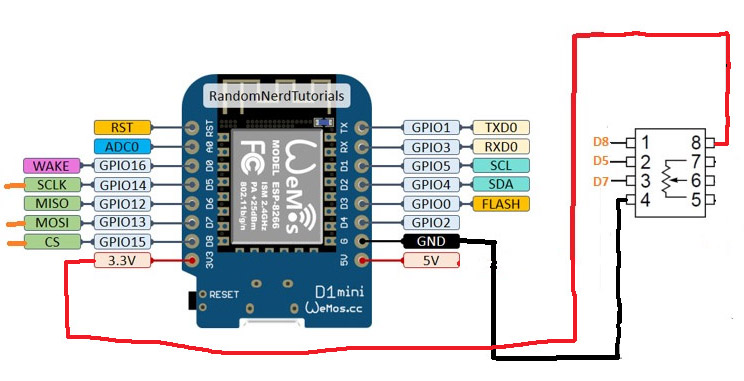 RandomNerdTutorials
RST RST TX GPIO1 TXD0
ADC0 A0 RX GPIO3 RXD0
WAKE GPIO16 D0 D1 GPIO5 SCL
SCLK GPIO14 D5 D2 GPIO4 SDA
MISO GPIO12 D6 D3 GPIO0 FLASH
MOSI GPIO13 D7 D4 GPIO2
CS GPIO15 D8 G GND
3.3V 3V3 5V 5V
WeMos
FC
MODEL ESP-8266
ISM 2.4GHz
PA +25dBm
802.11b/g/n
RESET
D1 mini
WeMos.cc
D8 1 8
D5 2 7
D7 3 6
4 5